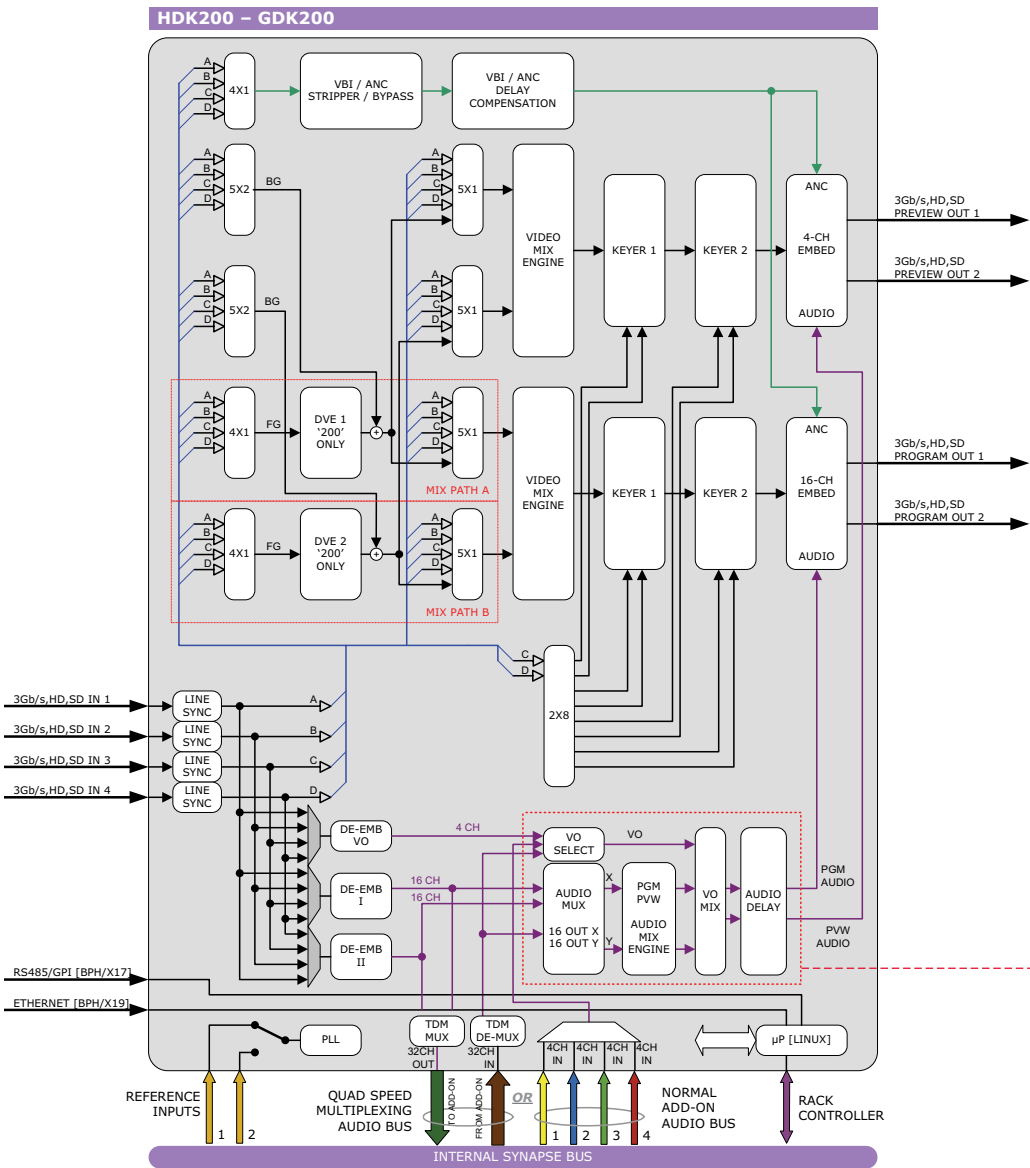 HDK200 – GDK200
A
B
C
D
4X1
VBI / ANC
STRIPPER / BYPASS
VBI / ANC
DELAY
COMPENSATION
A
B
C
D
5X2
BG
A
B
C
D
5X1
VIDEO
MIX
ENGINE
KEYER 1
KEYER 2
ANC
4-CH
EMBED
AUDIO
3Gb/s,HD,SD
PREVIEW OUT 1
3Gb/s,HD,SD
PREVIEW OUT 2
A
B
C
D
5X2
BG
A
B
C
D
5X1
A
B
C
D
4X1
FG
DVE 1
‘200’
ONLY
+
A
B
C
D
5X1
MIX PATH A
VIDEO
MIX
ENGINE
KEYER 1
KEYER 2
ANC
16-CH
EMBED
AUDIO
3Gb/s,HD,SD
PROGRAM OUT 1
3Gb/s,HD,SD
PROGRAM OUT 2
A
B
C
D
4X1
FG
DVE 2
‘200’
ONLY
+
A
B
C
D
5X1
MIX PATH B
C
D
2X8
3Gb/s,HD,SD IN 1
LINE
SYNC
A
3Gb/s,HD,SD IN 2
LINE
SYNC
B
3Gb/s,HD,SD IN 3
LINE
SYNC
C
3Gb/s,HD,SD IN 4
LINE
SYNC
D
DE-EMB
VO
4 CH
VO
SELECT
VO
DE-EMB
I
16 CH
16 CH
DE-EMB
II
AUDIO
MUX
16 OUT X
16 OUT Y
X
Y
PGM
PVW
AUDIO
MIX
ENGINE
VO
MIX
AUDIO
DELAY
PGM
AUDIO
PVW
AUDIO
RS485/GPI [BPH/X17]
ETHERNET [BPH/X19]
PLL
TDM
MUX
32CH
OUT
TDM
DE-MUX
32CH
IN
4CH
IN
4CH
IN
4CH
IN
4CH
IN
µP [LINUX]
REFERENCE
INPUTS
1
2
QUAD SPEED
MULTIPLEXING
AUDIO BUS
TO ADD-ON
FROM ADD-ON
OR
1
2
3
4
NORMAL
ADD-ON
AUDIO BUS
RACK
CONTROLLER
INTERNAL SYNAPSE BUS